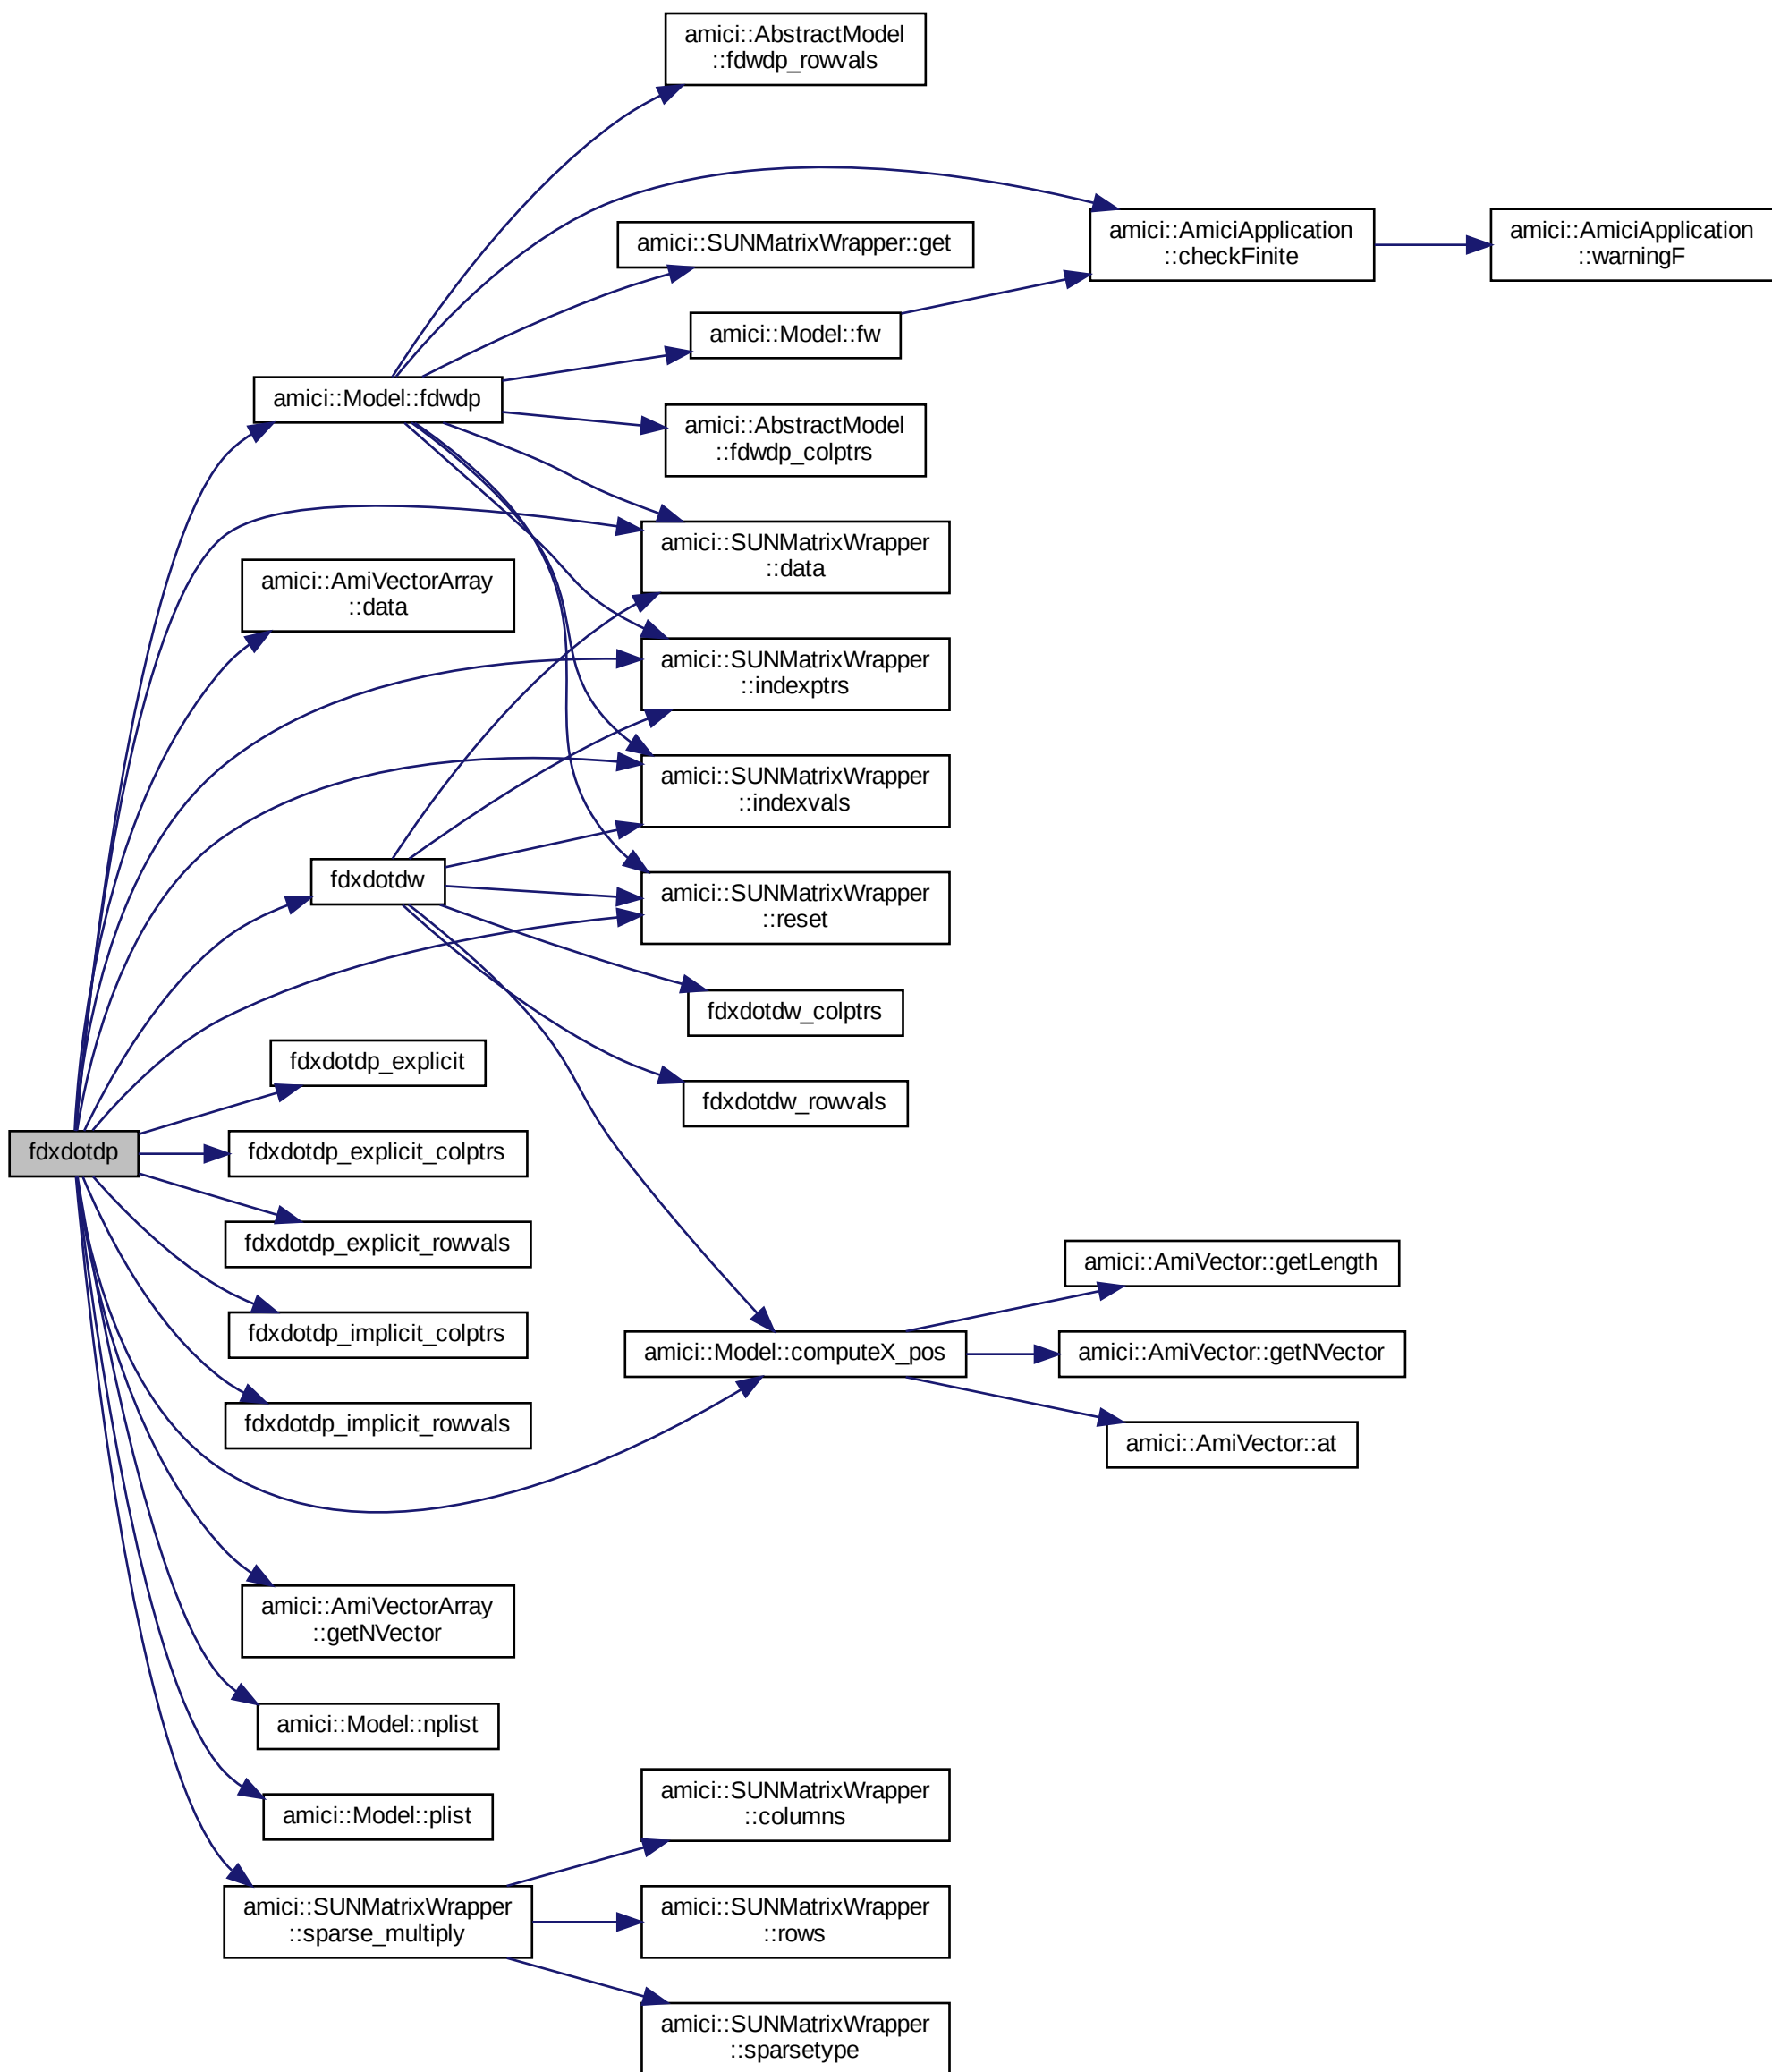 amici::AbstractModel
::fdwdp_rowvals
amici::AmiciApplication
::checkFinite
amici::AmiciApplication
::warningF
amici::SUNMatrixWrapper::get
amici::Model::fw
amici::Model::fdwdp
amici::AbstractModel
::fdwdp_colptrs
amici::SUNMatrixWrapper
::data
amici::AmiVectorArray
::data
amici::SUNMatrixWrapper
::indexptrs
amici::SUNMatrixWrapper
::indexvals
fdxdotdw
amici::SUNMatrixWrapper
::reset
fdxdotdw_colptrs
fdxdotdp_explicit
fdxdotdw_rowvals
fdxdotdp
fdxdotdp_explicit_colptrs
fdxdotdp_explicit_rowvals
amici::AmiVector::getLength
fdxdotdp_implicit_colptrs
amici::Model::computeX_pos
amici::AmiVector::getNVector
fdxdotdp_implicit_rowvals
amici::AmiVector::at
amici::AmiVectorArray
::getNVector
amici::Model::nplist
amici::Model::plist
amici::SUNMatrixWrapper
::columns
amici::SUNMatrixWrapper
::sparse_multiply
amici::SUNMatrixWrapper
::rows
amici::SUNMatrixWrapper
::sparsetype